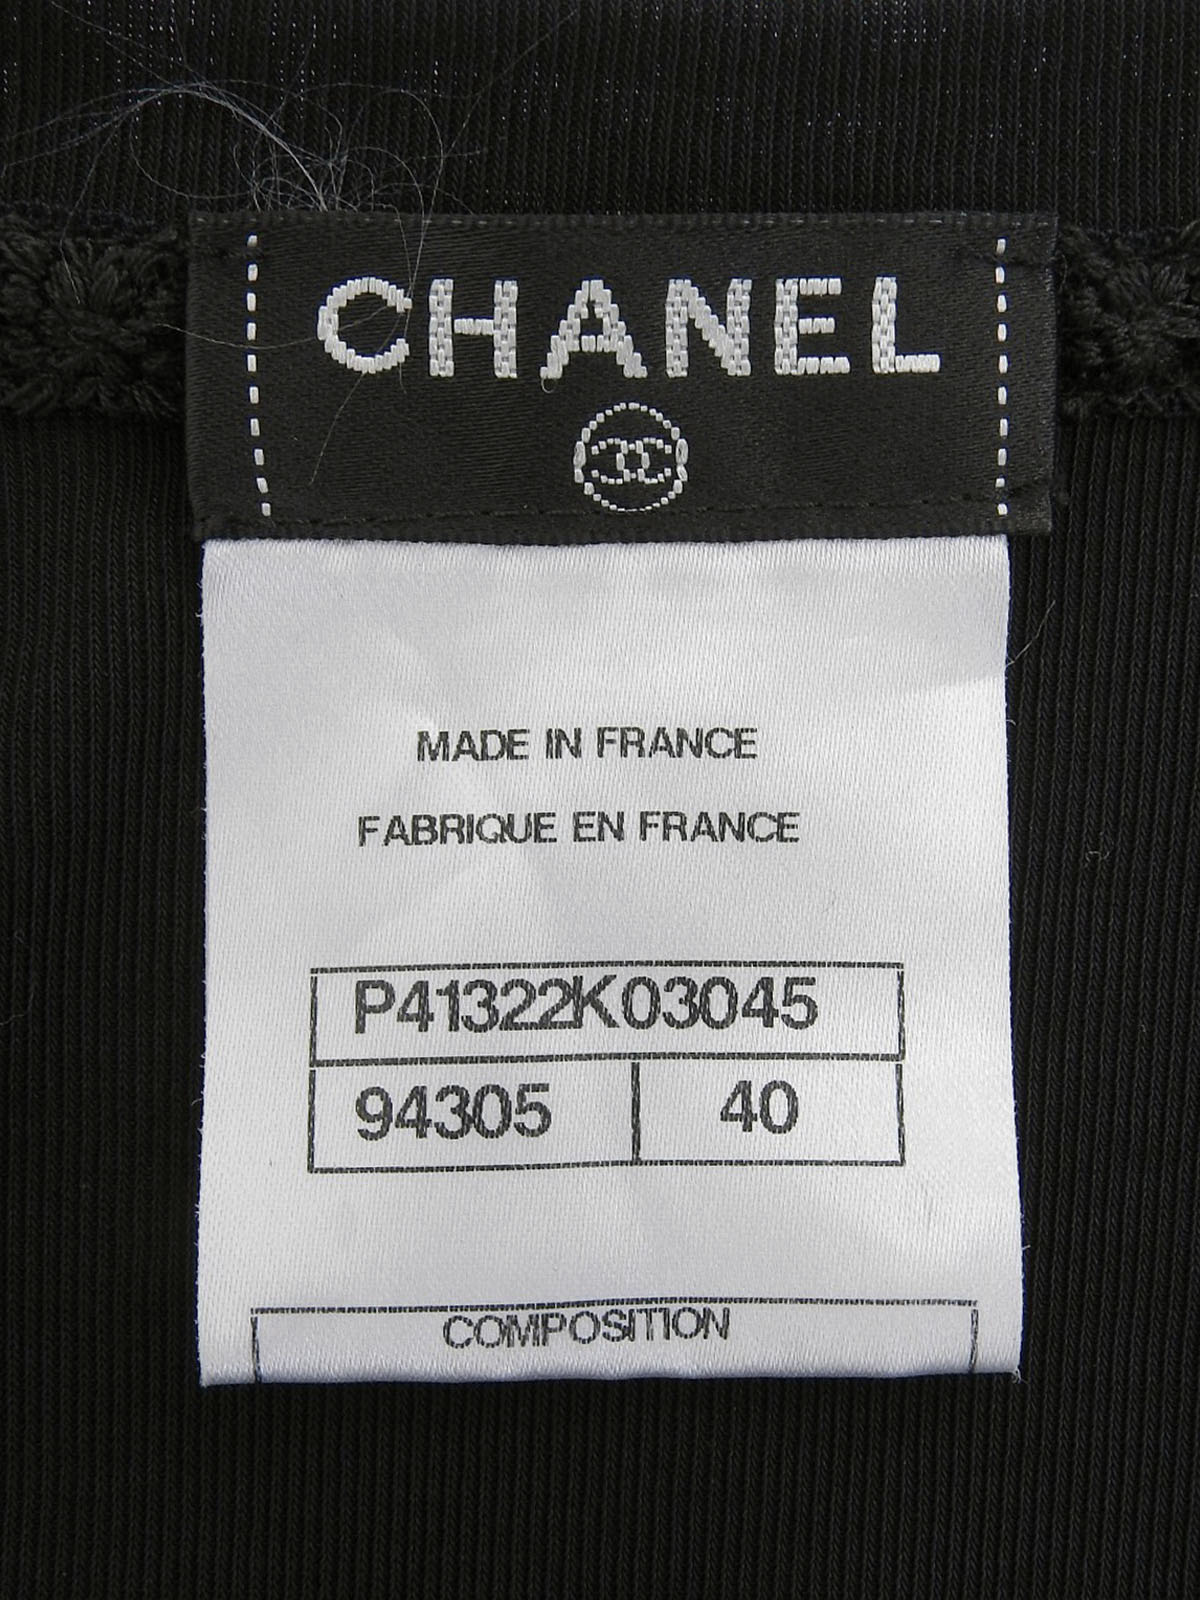 CHANEL
MADE IN FRANCE
FABRIQUE EN FRANCE
P41322K03045
94305 40
COMPOSITION